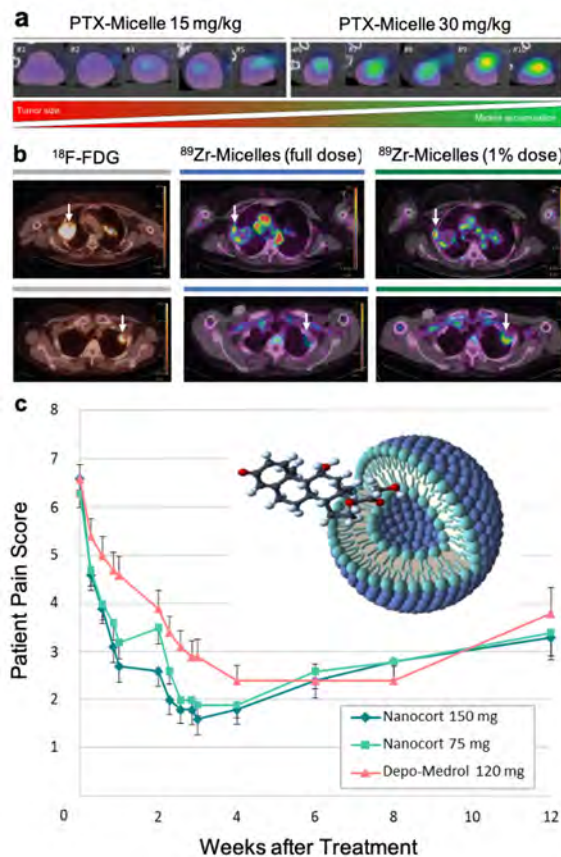 a
PTX-Micelle 15 mg/kg PTX-Micelle 30 mg/kg
#1 #2 #3 #5 #7 #8 #9 #10
Tumor size
Micelle accumulation
b
18F-FDG 89Zr-Micelles (full dose) 89Zr-Micelles (1% dose)
c
8
7
6
5
4
3
2
1
0 2 4 6 8 10 12
Patient Pain Score
Weeks after Treatment
Nanocort 150 mg
Nanocort 75 mg
Depo-Medrol 120 mg